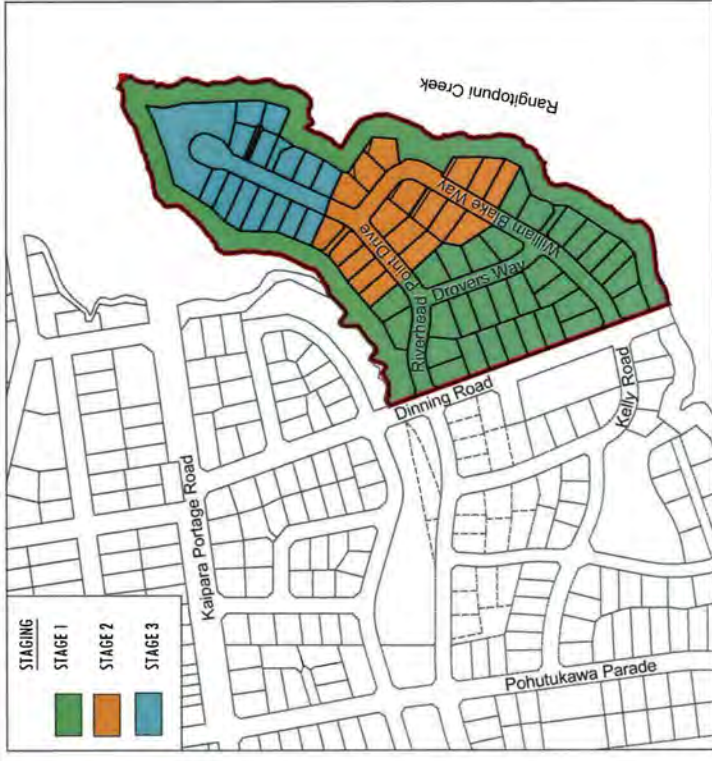 STAGING
STAGE 1
STAGE 2
STAGE 3
Rangitopuni Creek
William Blake Way
Riverhead Point Drive
Drovers Way
Dinning Road
Kelly Road
Kaipara Portage Road
Pohutukawa Parade